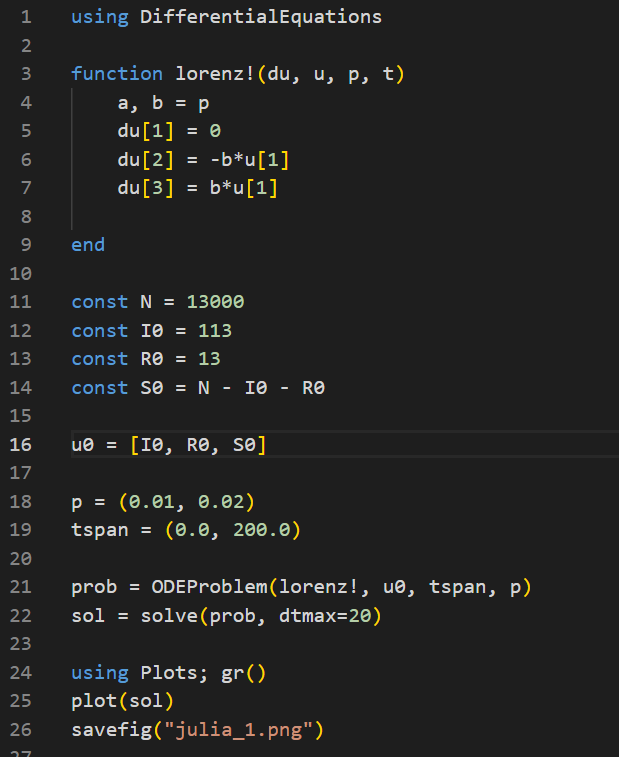 1 using DifferentialEquations
2
3 function lorenz!(du, u, p, t)
4     a, b = p
5     du[1] = 0
6     du[2] = -b*u[1]
7     du[3] = b*u[1]
8
9 end
10
11 const N = 13000
12 const I0 = 113
13 const R0 = 13
14 const S0 = N - I0 - R0
15
16 u0 = [I0, R0, S0]
17
18 p = (0.01, 0.02)
19 tspan = (0.0, 200.0)
20
21 prob = ODEProblem(lorenz!, u0, tspan, p)
22 sol = solve(prob, dtmax=20)
23
24 using Plots; gr()
25 plot(sol)
26 savefig("julia_1.png")
27